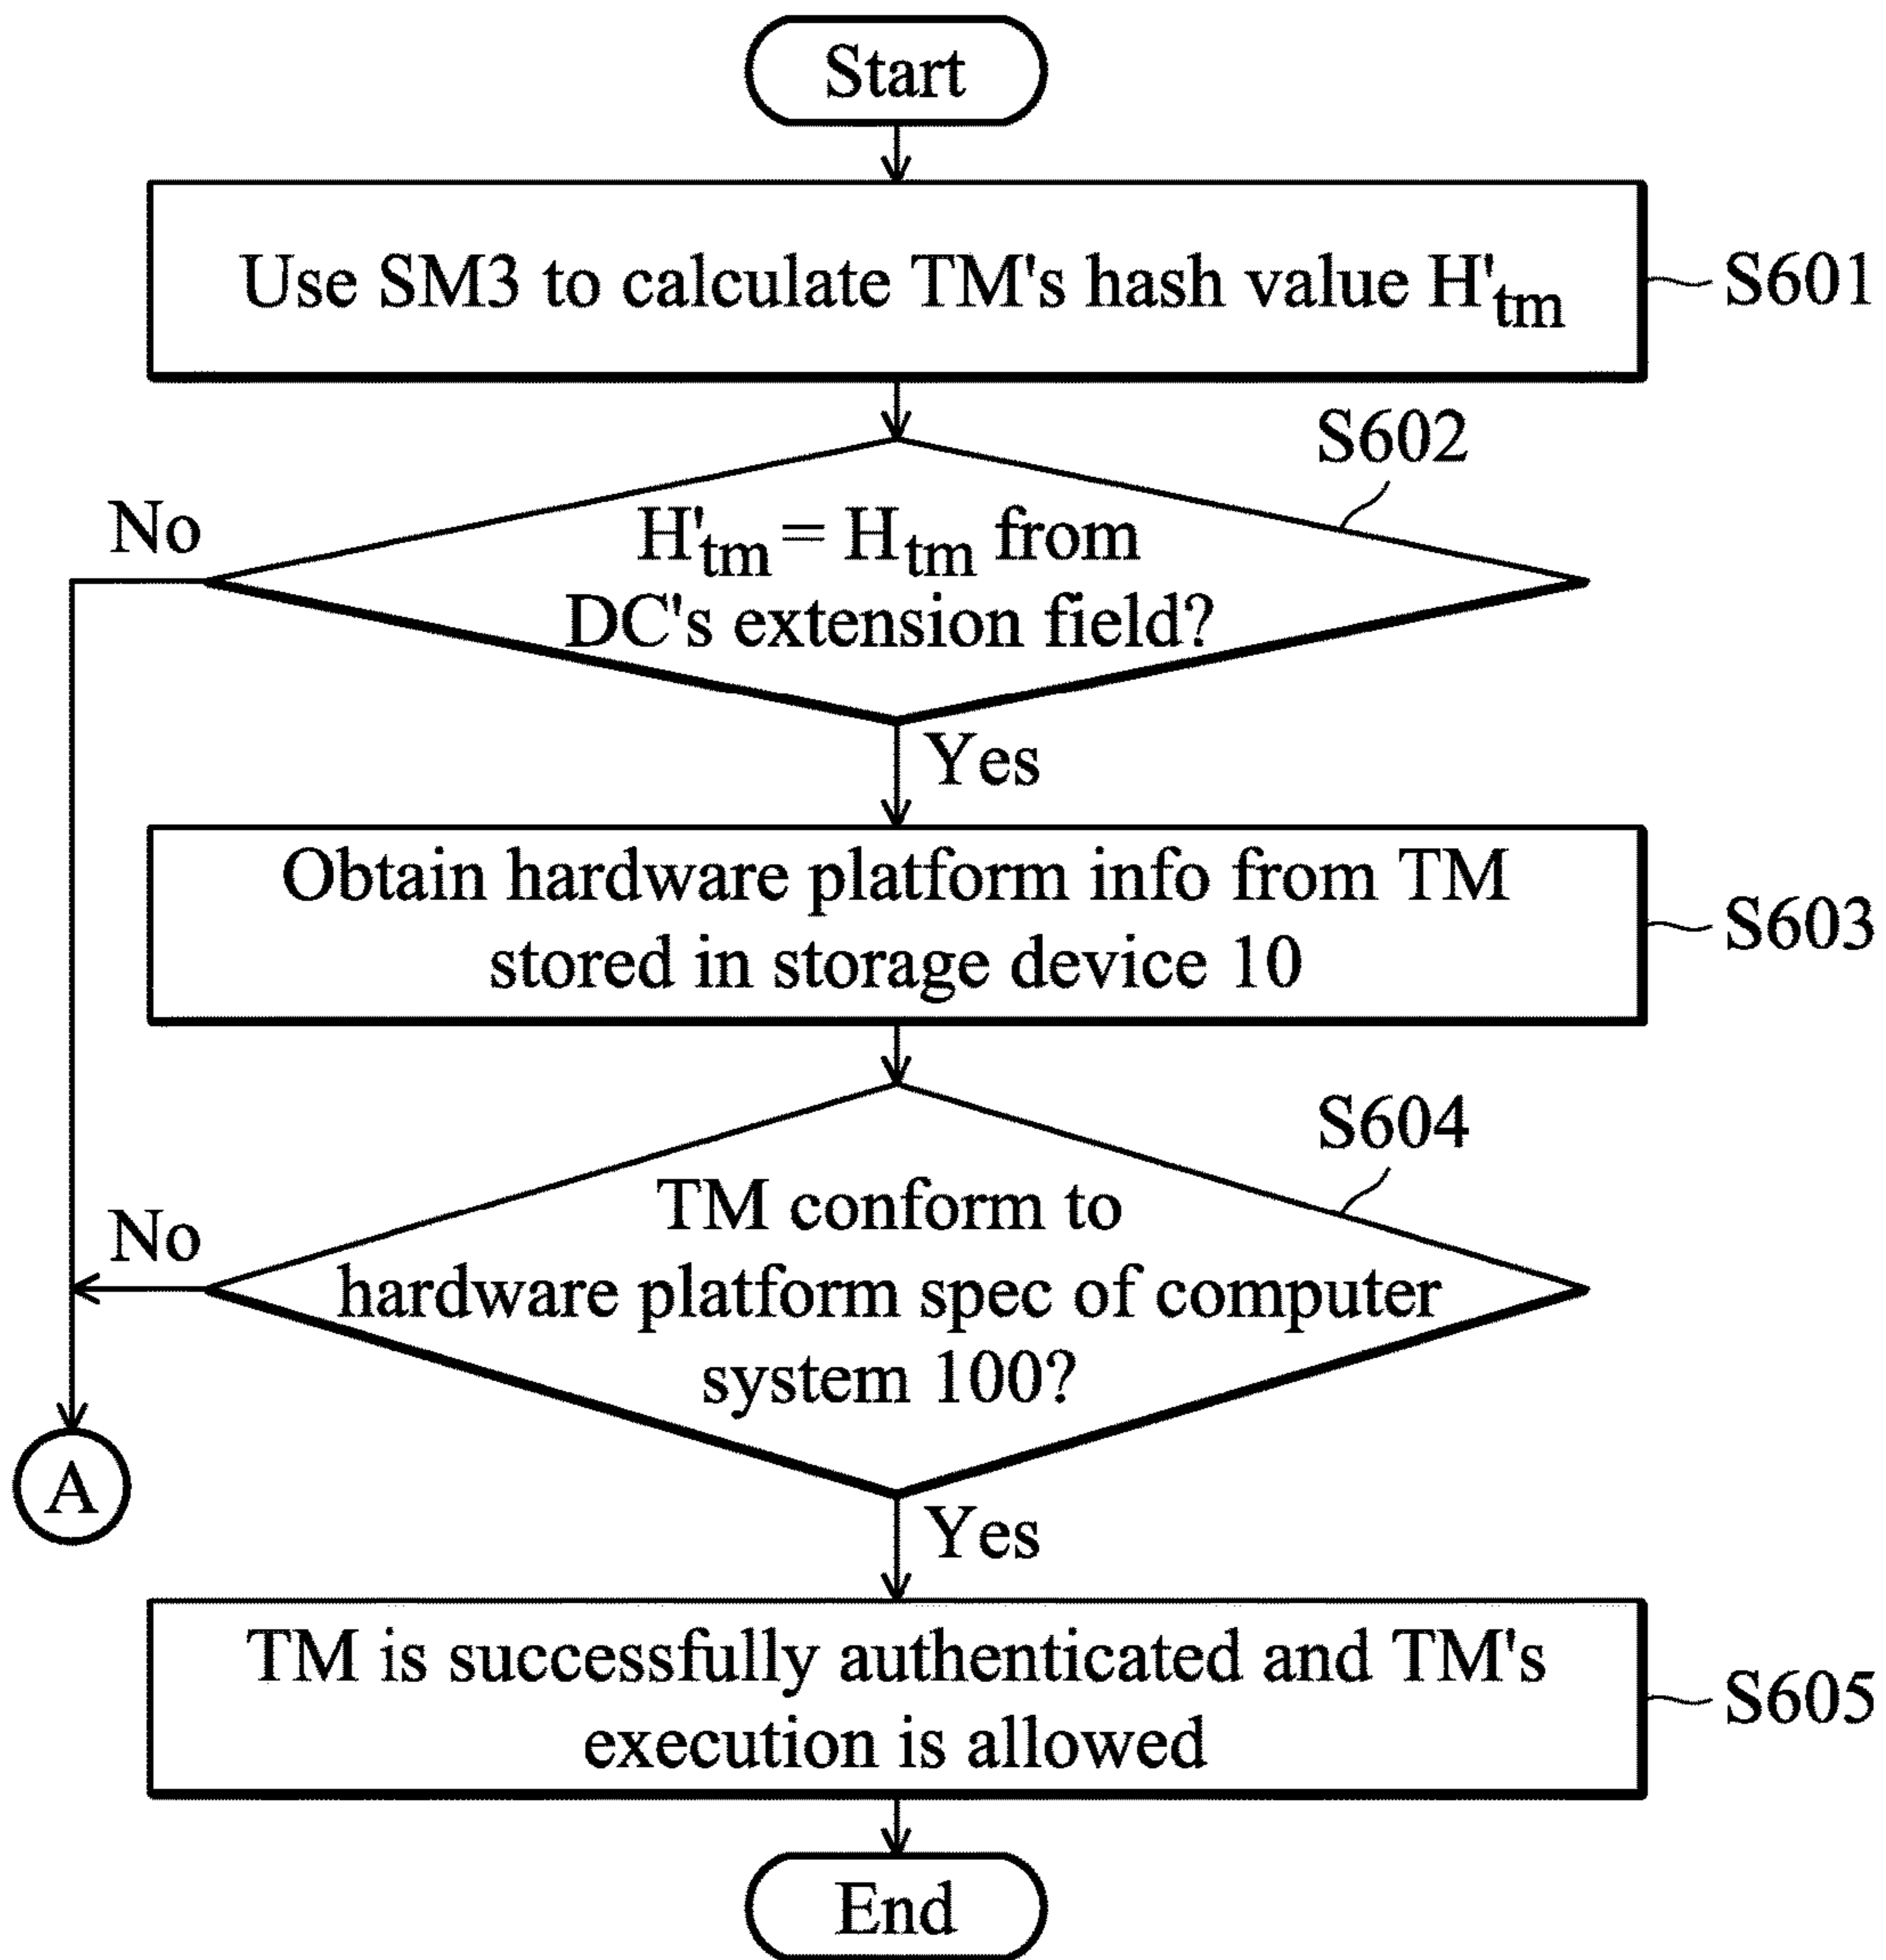 Start
Use SM3 to calculate TM's hash value H'tm
S601
S602
No
H'tm = Htm from
DC's extension field?
Yes
Obtain hardware platform info from TM
stored in storage device 10
S603
S604
No
TM conform to
hardware platform spec of computer
system 100?
A
Yes
TM is successfully authenticated and TM's
execution is allowed
S605
End